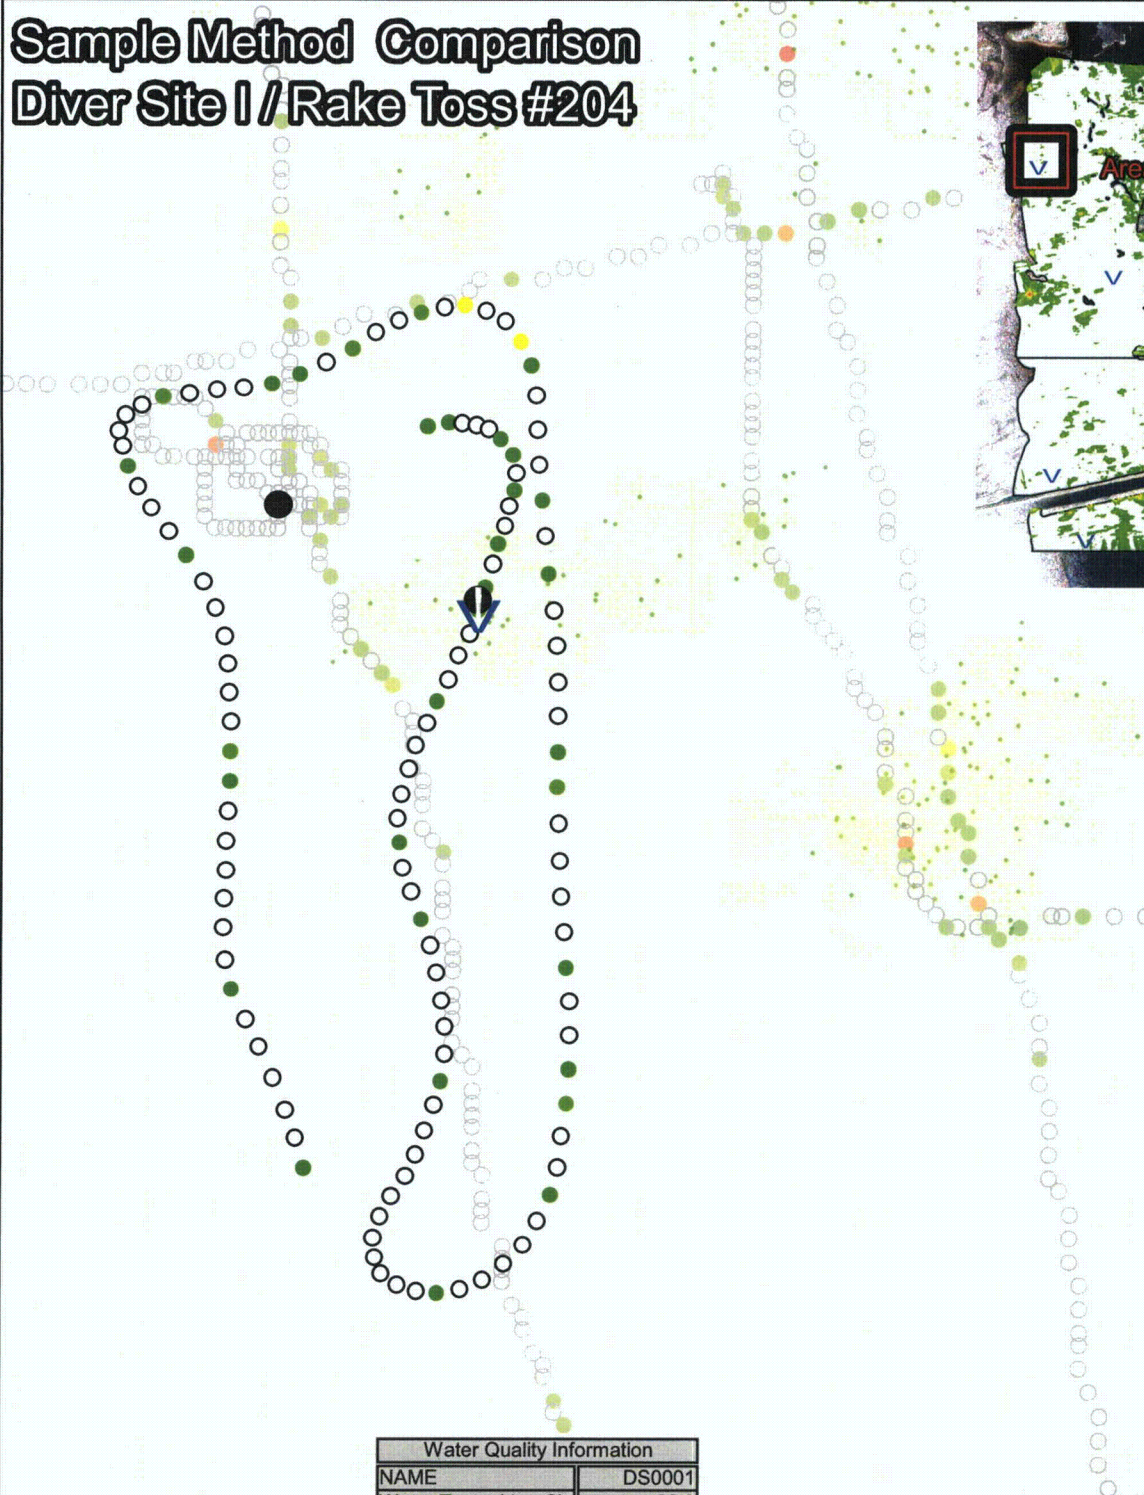 Sample Method Comparison
Diver Site I / Rake Toss #204
Water Quality Information
NAME DS0001